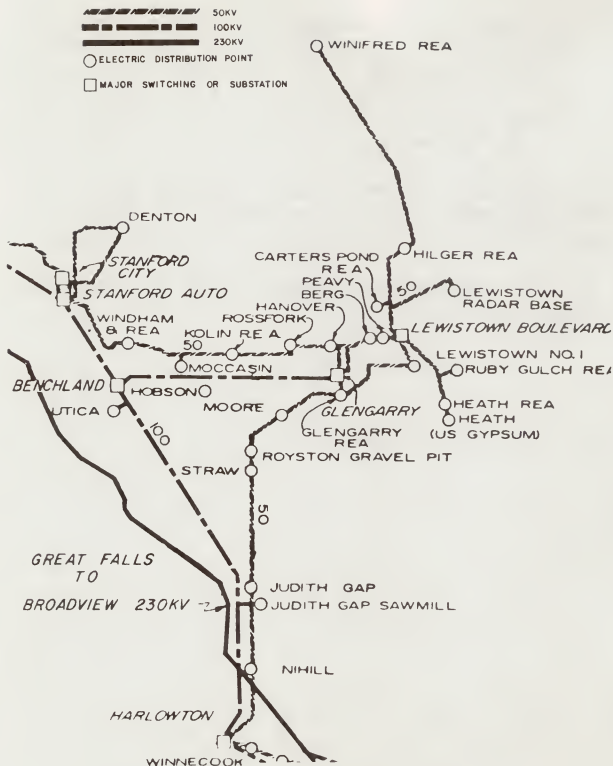 50KV
100KV
230KV
ELECTRIC DISTRIBUTION POINT
MAJOR SWITCHING OR SUBSTATION
WINIFRED REA
DENTON
STANFORD
CITY
STANFORD AUTO
HILGER REA
CARTERS POND
REA
50
LEWISTOWN
RADAR BASE
PEAVY
BERG
HANOVER
LEWISTOWN BOULEVARD
ROSSFORK
WINDHAM
& REA
50
KOLIN REA
MOCCASIN
LEWISTOWN NO.1
RUBY GULCH REA
BENCHLAND
HOBSON
UTICA
MOORE
GLENGARRY
HEATH REA
HEATH
(US GYPSUM)
GLENGARRY
REA
ROYSTON GRAVEL PIT
STRAW
100
50
GREAT FALLS
TO
BROADVIEW 230KV
JUDITH GAP
JUDITH GAP SAWMILL
NIHILL
HARLOWTON
WINNECOOK